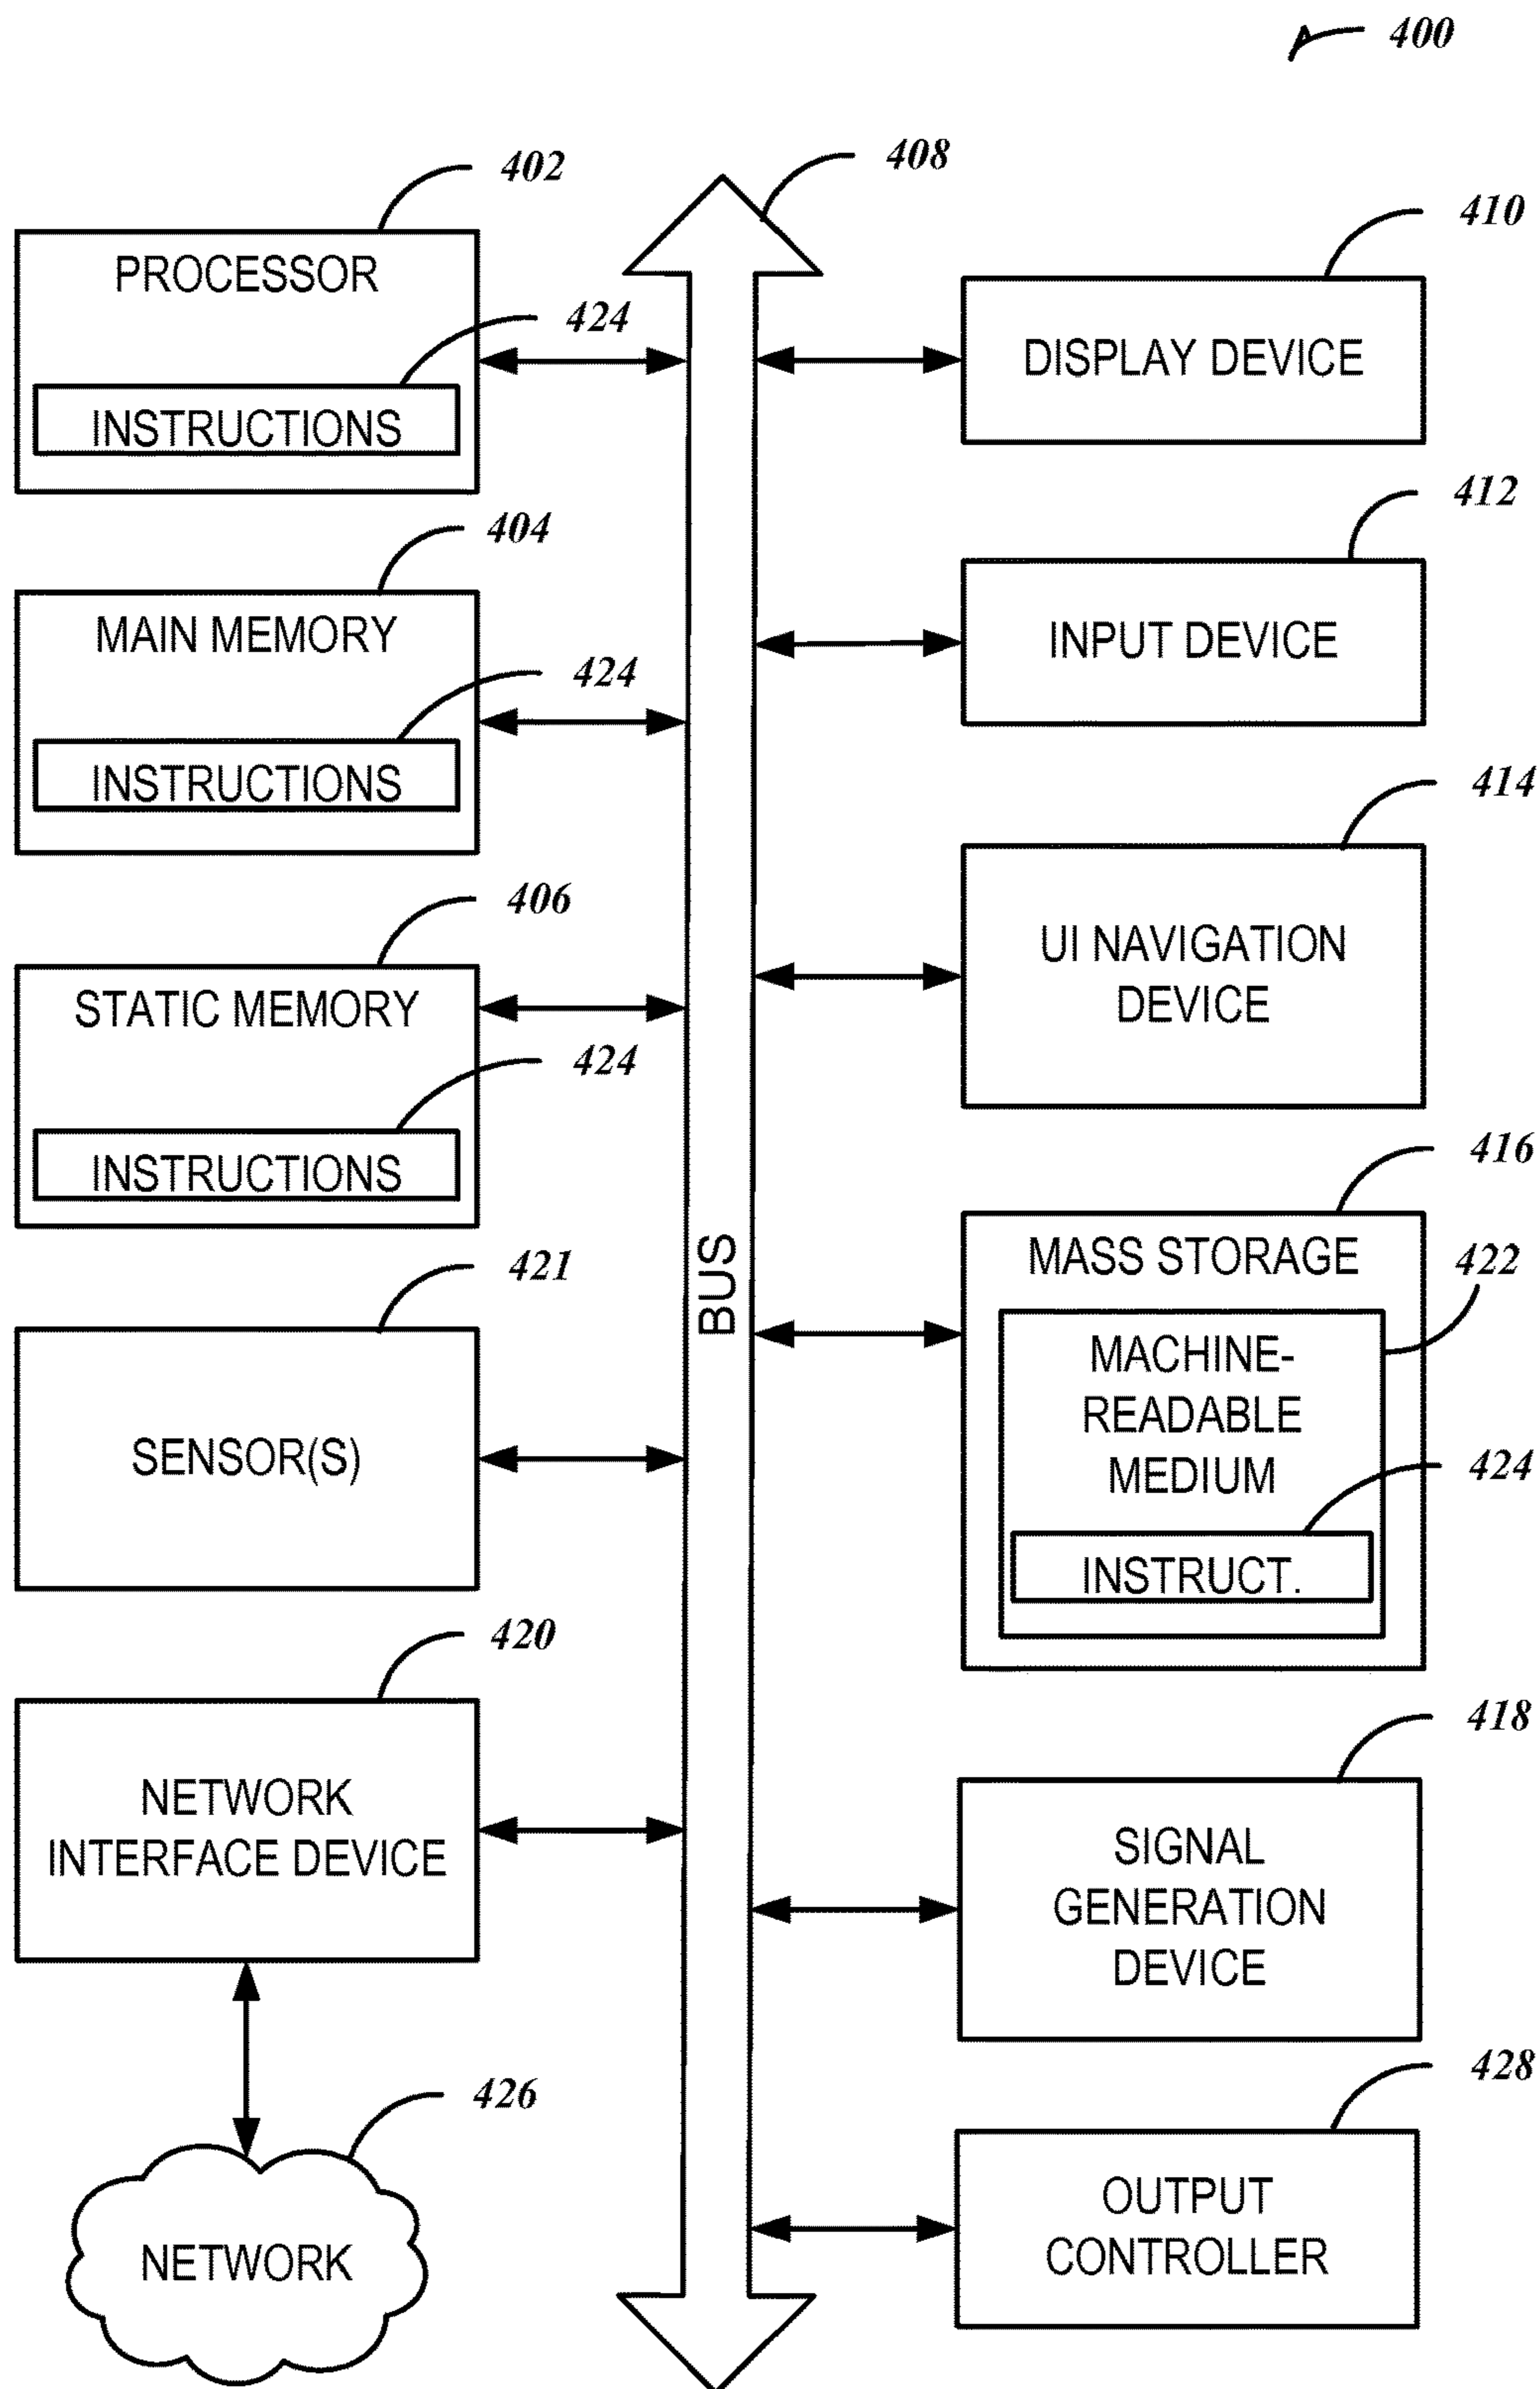 400
402
PROCESSOR
424
INSTRUCTIONS
404
MAIN MEMORY
424
INSTRUCTIONS
406
STATIC MEMORY
424
INSTRUCTIONS
421
SENSOR(S)
420
NETWORK
INTERFACE DEVICE
426
NETWORK
408
BUS
410
DISPLAY DEVICE
412
INPUT DEVICE
414
UI NAVIGATION
DEVICE
416
MASS STORAGE
422
MACHINE-
READABLE
MEDIUM
424
INSTRUCT.
418
SIGNAL
GENERATION
DEVICE
428
OUTPUT
CONTROLLER